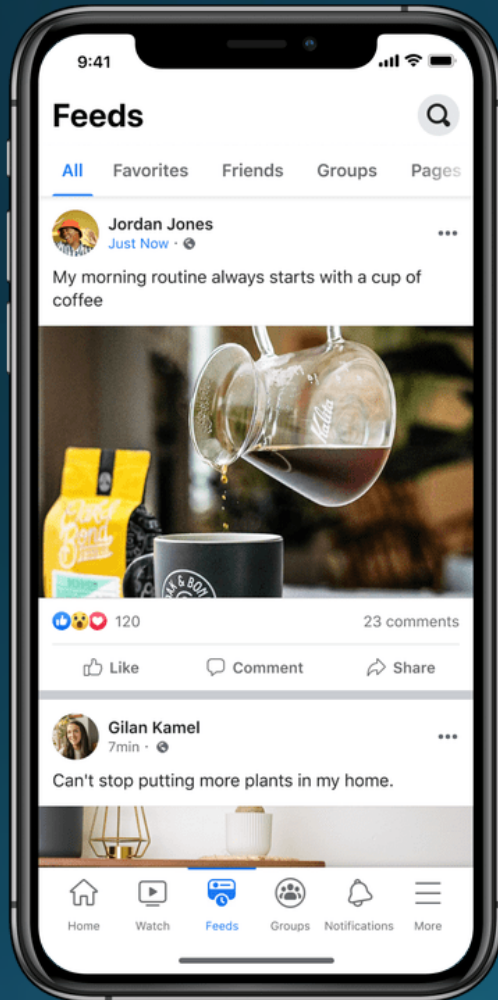 9:41
Feeds
All Favorites Friends Groups Pages
Jordan Jones
Just Now ·
My morning routine always starts with a cup of
coffee
Kalita
120 23 comments
Like Comment Share
Gilan Kamel
7min ·
Can't stop putting more plants in my home.
Home Watch Feeds Groups Notifications More